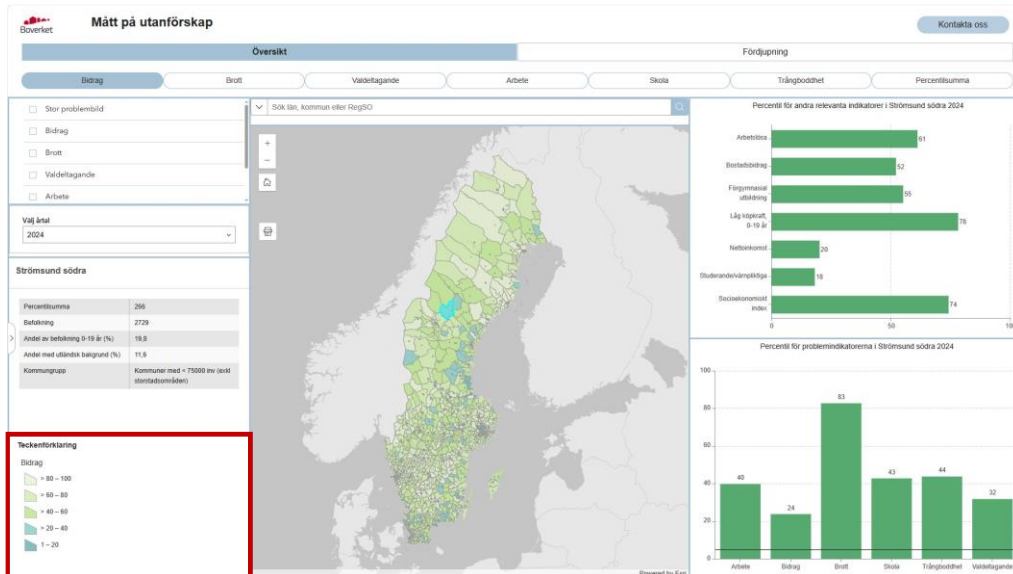 Boverket
Mått på utanförskap
Kontakta oss
Översikt
Fördjupning
Bidrag
Brott
Valdeltagande
Arbete
Skola
Trångboddhet
Percentilsumma
Stor problembild
Bidrag
Brott
Valdeltagande
Arbete
Välj årtal
2024
Strömsund södra
Percentilsumma 266
Befolkning 2729
Andel av befolkning 0-19 år (%) 19,8
Andel med utländsk bakgrund (%) 11,6
Kommungrupp Kommuner med < 75000 inv (exkl
storstadsområden)
Teckenförklaring
Bidrag
> 80 – 100
> 60 – 80
> 40 – 60
> 20 – 40
1 – 20
Sök län, kommun eller RegSO
+
−
Powered by Esri
Percentil för andra relevanta indikatorer i Strömsund södra 2024
Arbetslösa 61
Bostadsbidrag 52
Förgymnasial
utbildning 55
Låg köpkraft,
0-19 år 78
Nettoinkomst 20
Studerande/värnpliktiga 18
Socioekonomiskt
index 74
0 50 100
Percentil för problemindikatorerna i Strömsund södra 2024
100
80
60
40
20
0
40 24 83 43 44 32
Arbete Bidrag Brott Skola Trångboddhet Valdeltagande